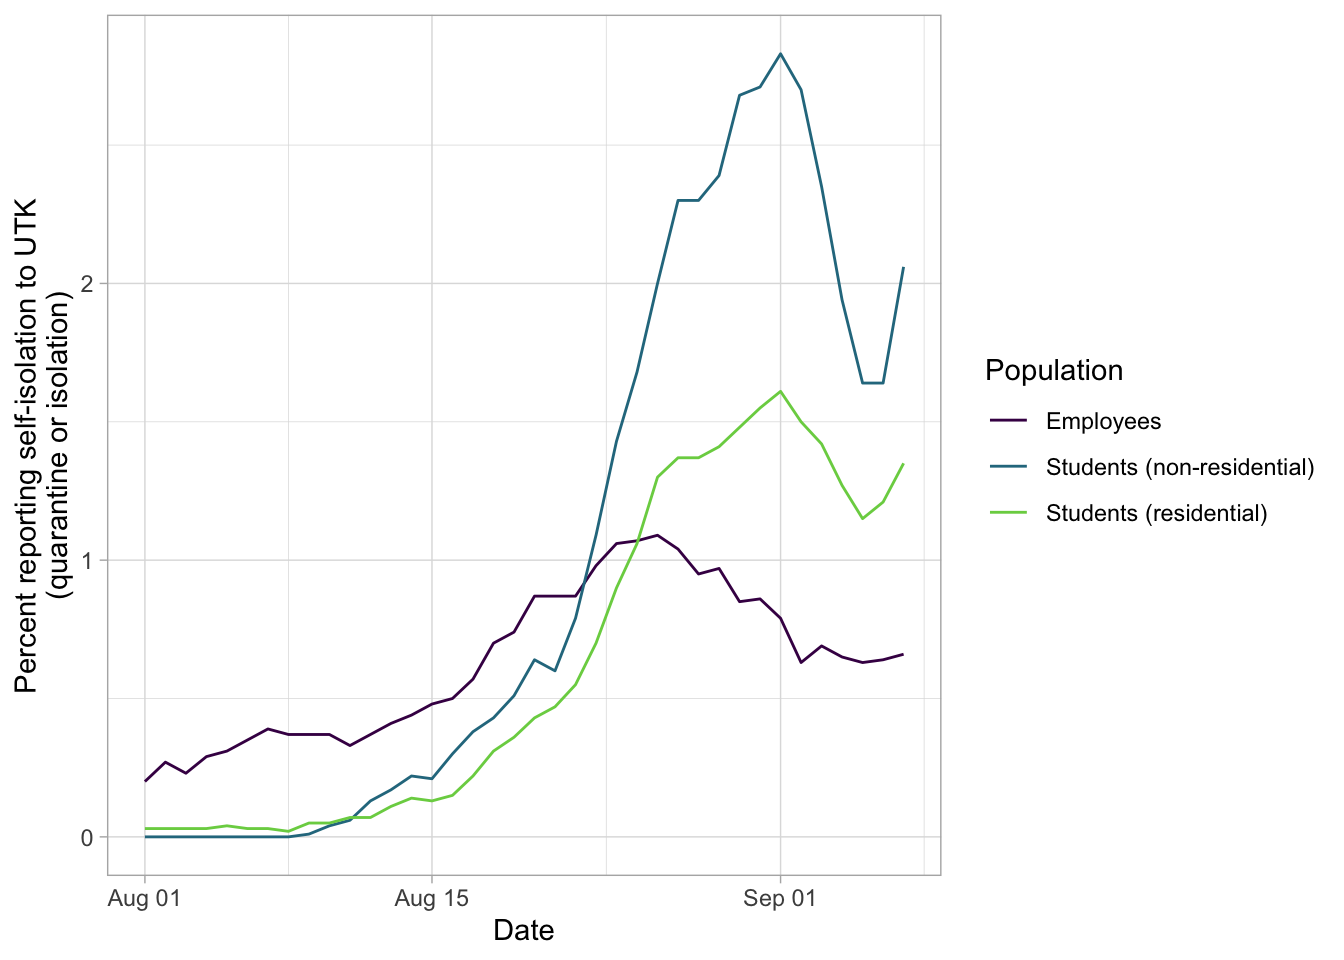 Percent reporting self-isolation to UTK
(quarantine or isolation)
2
1
0
Aug 01
Aug 15
Sep 01
Date
Population
Employees
Students (non-residential)
Students (residential)